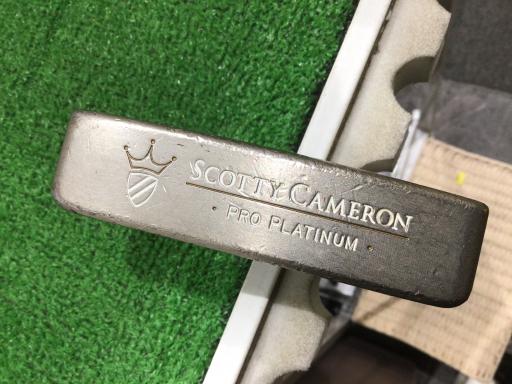 SCOTTY CAMERON
· PRO PLATINUM ·